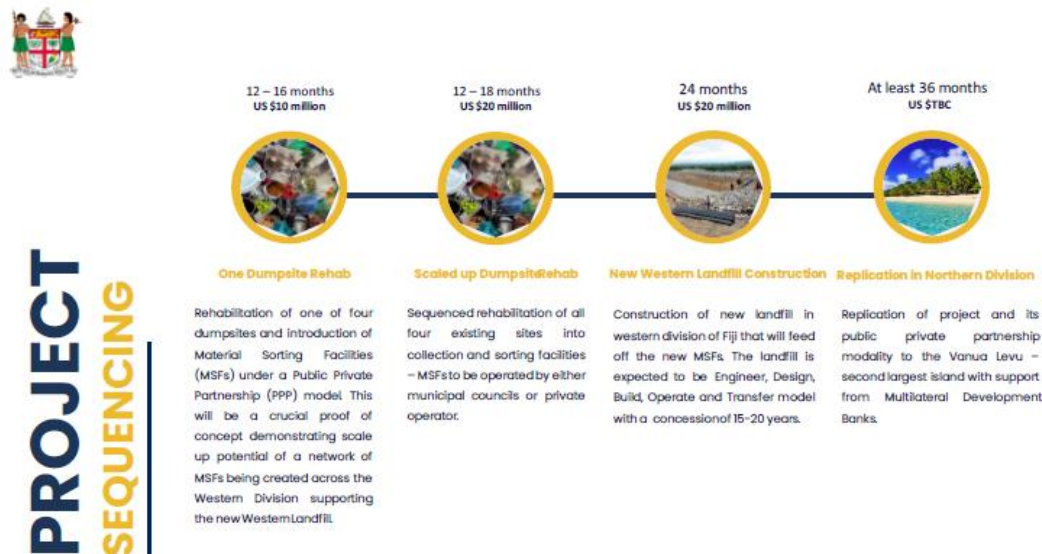 PROJECT
SEQUENCING
12 – 16 months
US $10 million
One Dumpsite Rehab
Rehabilitation of one of four
dumpsites and introduction of
Material Sorting Facilities
(MSFs) under a Public Private
Partnership (PPP) model. This
will be a crucial proof of
concept demonstrating scale
up potential of a network of
MSFs being created across the
Western Division supporting
the new Western Landfill.
12 – 18 months
US $20 million
Scaled up Dumpsite Rehab
Sequenced rehabilitation of all
four existing sites into
collection and sorting facilities
– MSFs to be operated by either
municipal councils or private
operator.
24 months
US $20 million
New Western Landfill Construction
Construction of new landfill in
western division of Fiji that will feed
off the new MSFs. The landfill is
expected to be Engineer, Design,
Build, Operate and Transfer model
with a concession of 15-20 years.
At least 36 months
US $TBC
Replication in Northern Division
Replication of project and its
public private partnership
modality to the Vanua Levu –
second largest island with support
from Multilateral Development
Banks.